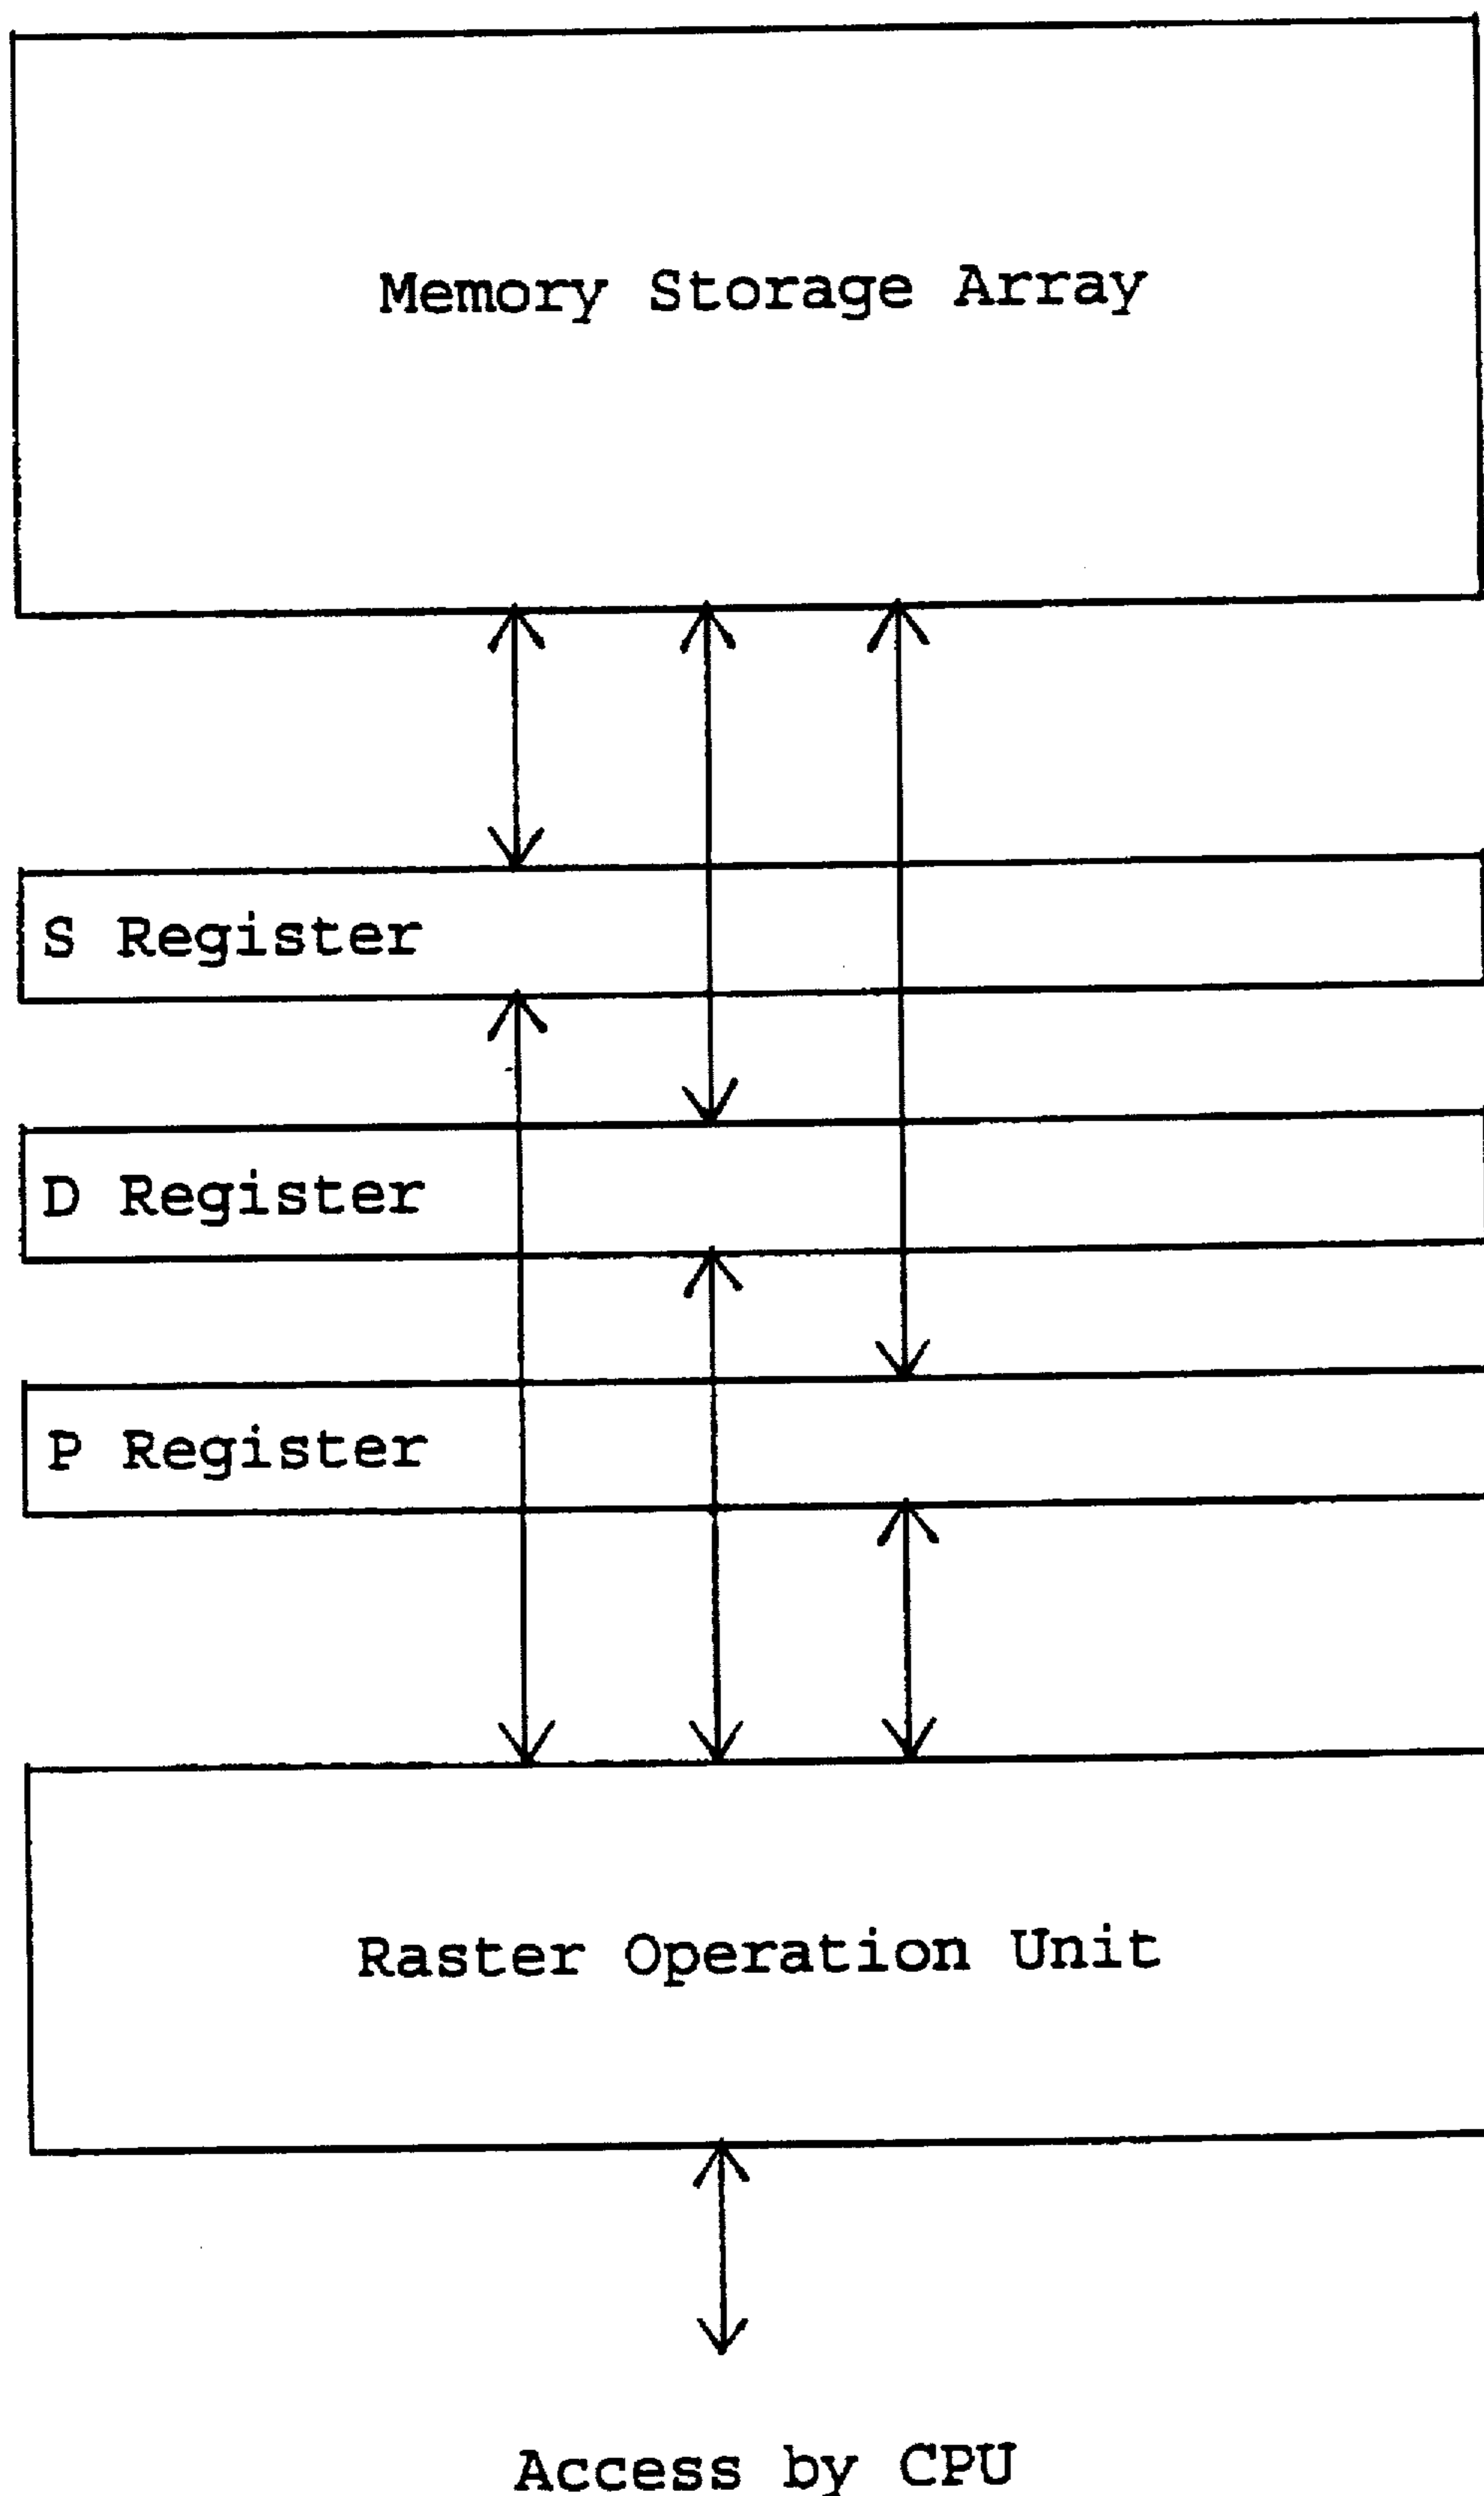 Memory Storage Array
S Register
D Register
P Register
Raster Operation Unit
Access by CPU